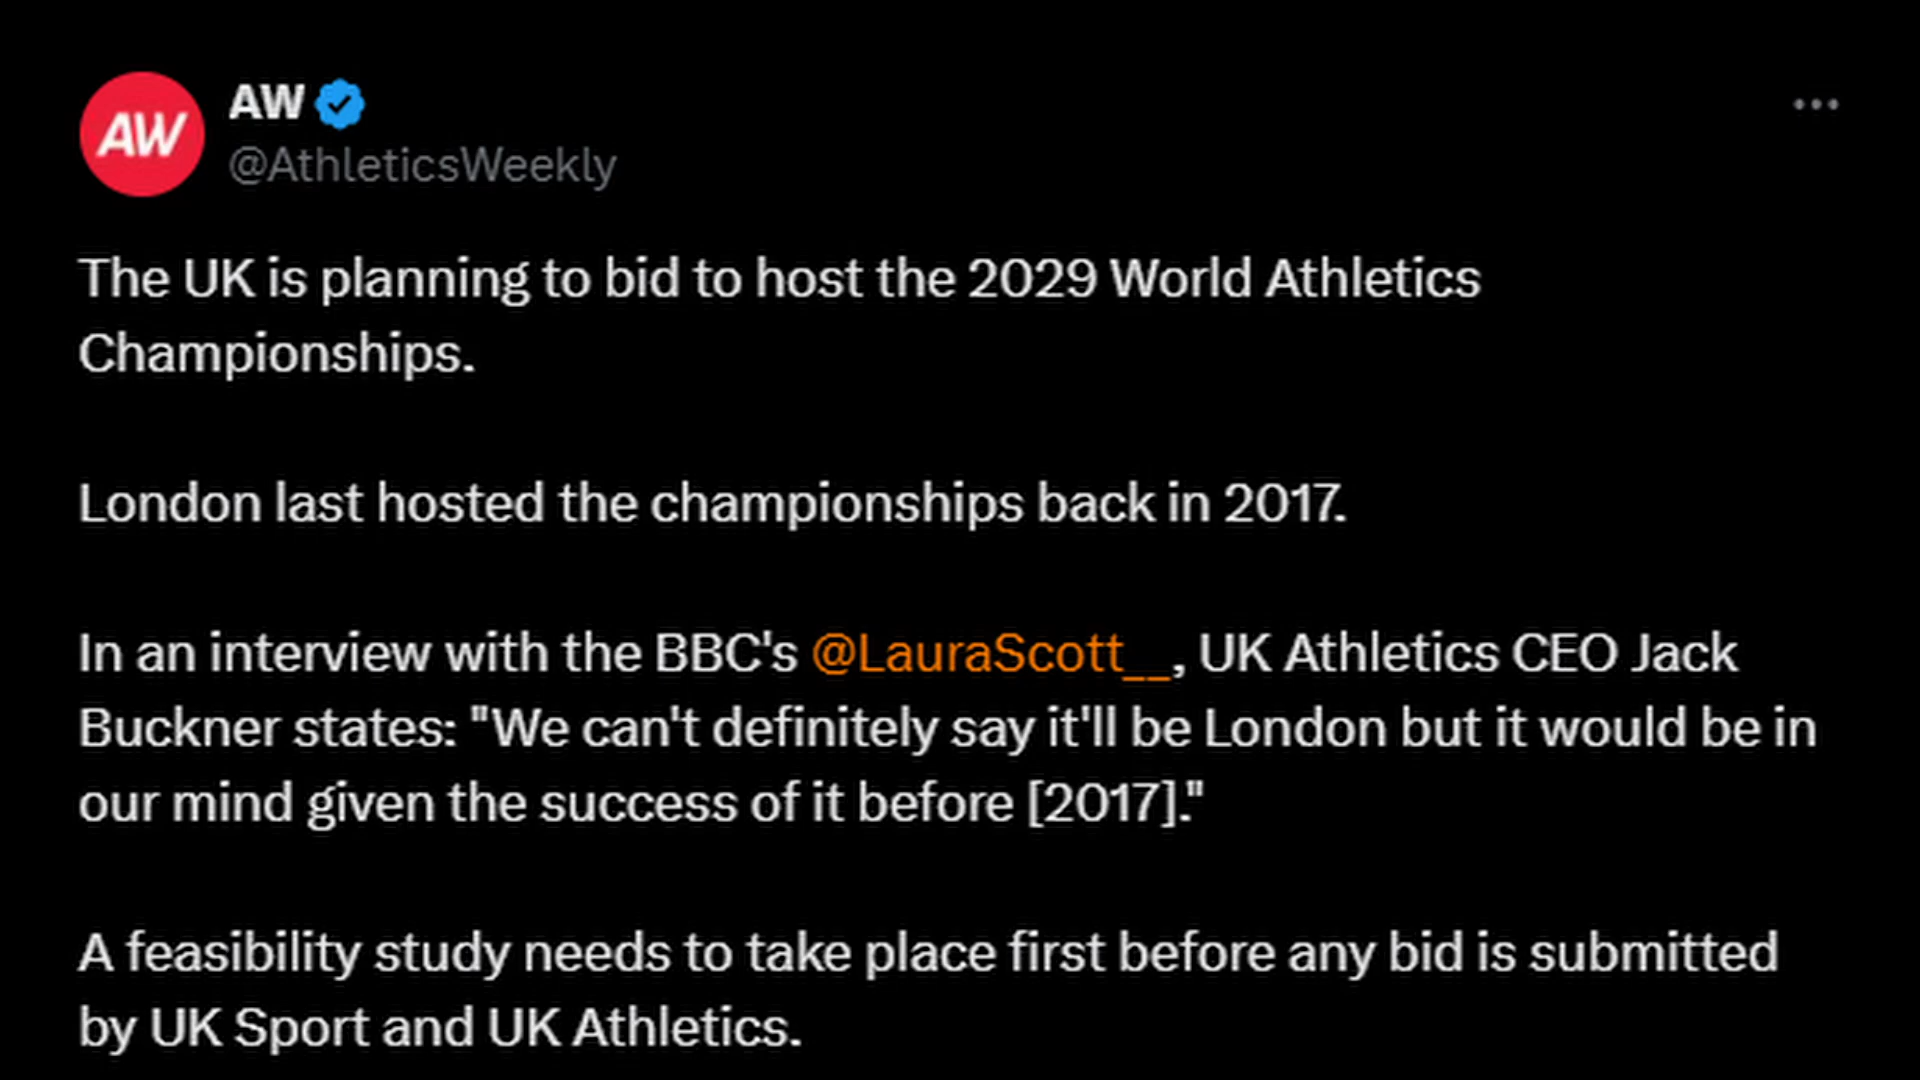 AW
AW
@AthleticsWeekly
The UK is planning to bid to host the 2029 World Athletics
Championships.
London last hosted the championships back in 2017.
In an interview with the BBC's @LauraScott__, UK Athletics CEO Jack
Buckner states: "We can't definitely say it'll be London but it would be in
our mind given the success of it before [2017]."
A feasibility study needs to take place first before any bid is submitted
by UK Sport and UK Athletics.